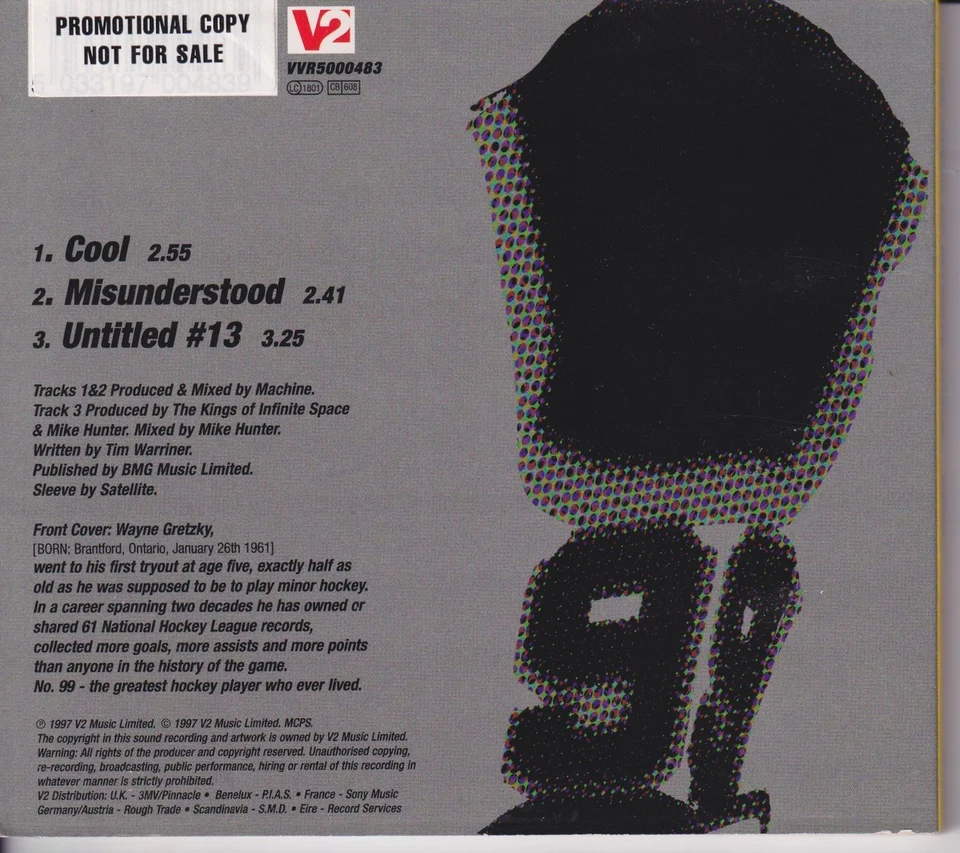 PROMOTIONAL COPY
NOT FOR SALE
5 033197 004839
V2
VVR5000483
LC 1801 CB 608
1. Cool 2.55
2. Misunderstood 2.41
3. Untitled #13 3.25
Tracks 1&2 Produced & Mixed by Machine.
Track 3 Produced by The Kings of Infinite Space
& Mike Hunter. Mixed by Mike Hunter.
Written by Tim Warriner.
Published by BMG Music Limited.
Sleeve by Satellite.
Front Cover: Wayne Gretzky,
[BORN: Brantford, Ontario, January 26th 1961]
went to his first tryout at age five, exactly half as
old as he was supposed to be to play minor hockey.
In a career spanning two decades he has owned or
shared 61 National Hockey League records,
collected more goals, more assists and more points
than anyone in the history of the game.
No. 99 - the greatest hockey player who ever lived.
℗ 1997 V2 Music Limited. © 1997 V2 Music Limited. MCPS.
The copyright in this sound recording and artwork is owned by V2 Music Limited.
Warning: All rights of the producer and copyright reserved. Unauthorised copying,
re-recording, broadcasting, public performance, hiring or rental of this recording in
whatever manner is strictly prohibited.
V2 Distribution: U.K. - 3MV/Pinnacle • Benelux - P.I.A.S. • France - Sony Music
Germany/Austria - Rough Trade • Scandinavia - S.M.D. • Eire - Record Services